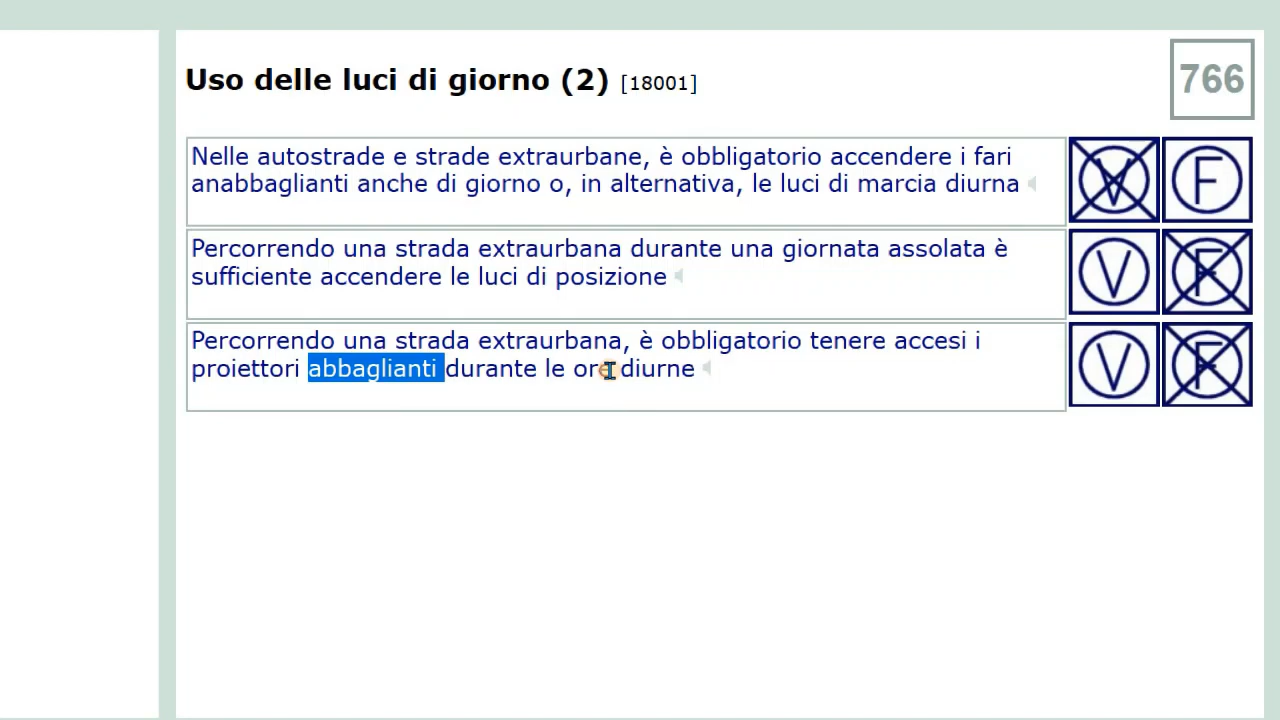 Uso delle luci di giorno (2) [18001]
766
Nelle autostrade e strade extraurbane, è obbligatorio accendere i fari
anabbaglianti anche di giorno o, in alternativa, le luci di marcia diurna
V F
Percorrendo una strada extraurbana durante una giornata assolata è
sufficiente accendere le luci di posizione
V F
Percorrendo una strada extraurbana, è obbligatorio tenere accesi i
proiettori abbaglianti durante le ore diurne
V F